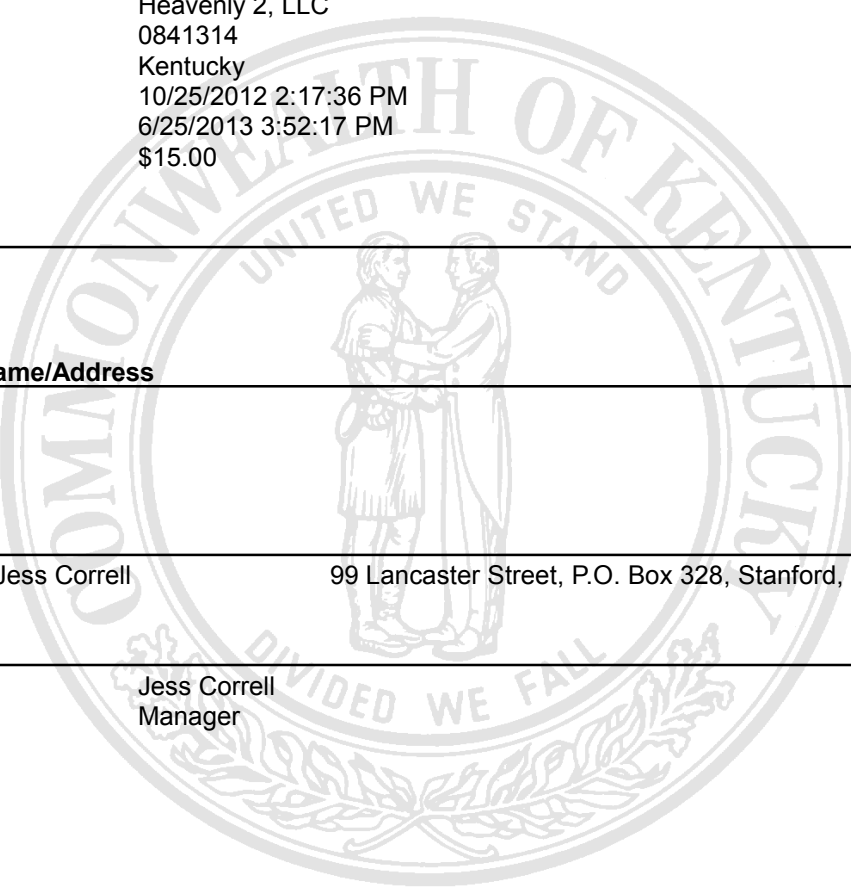 Heavenly 2, LLC
0841314
Kentucky
10/25/2012 2:17:36 PM
6/25/2013 3:52:17 PM
$15.00
COMMONWEALTH OF KENTUCKY
UNITED WE STAND
ame/Address
Jess Correll 99 Lancaster Street, P.O. Box 328, Stanford,
DIVIDED WE FALL
Jess Correll
Manager